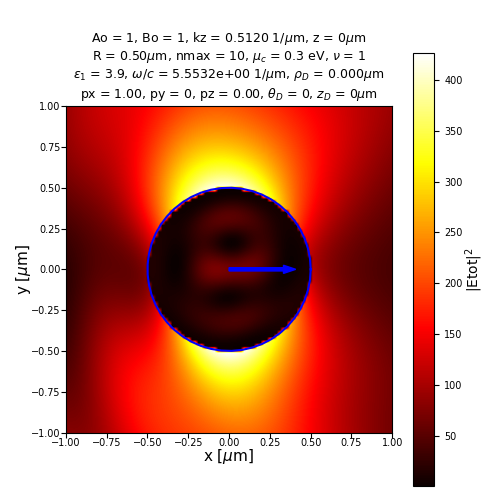 Ao = 1, Bo = 1, kz = 0.5120 1/μm, z = 0μm
R = 0.50μm, nmax = 10, μ_c = 0.3 eV, ν = 1
ε₁ = 3.9, ω/c = 5.5532e+00 1/μm, ρ_D = 0.000μm
px = 1.00, py = 0, pz = 0.00, θ_D = 0, z_D = 0μm
1.00
0.75
0.50
0.25
0.00
−0.25
−0.50
−0.75
−1.00
y [μm]
−1.00 −0.75 −0.50 −0.25 0.00 0.25 0.50 0.75 1.00
x [μm]
400
350
300
250
200
150
100
50
|Etot|²